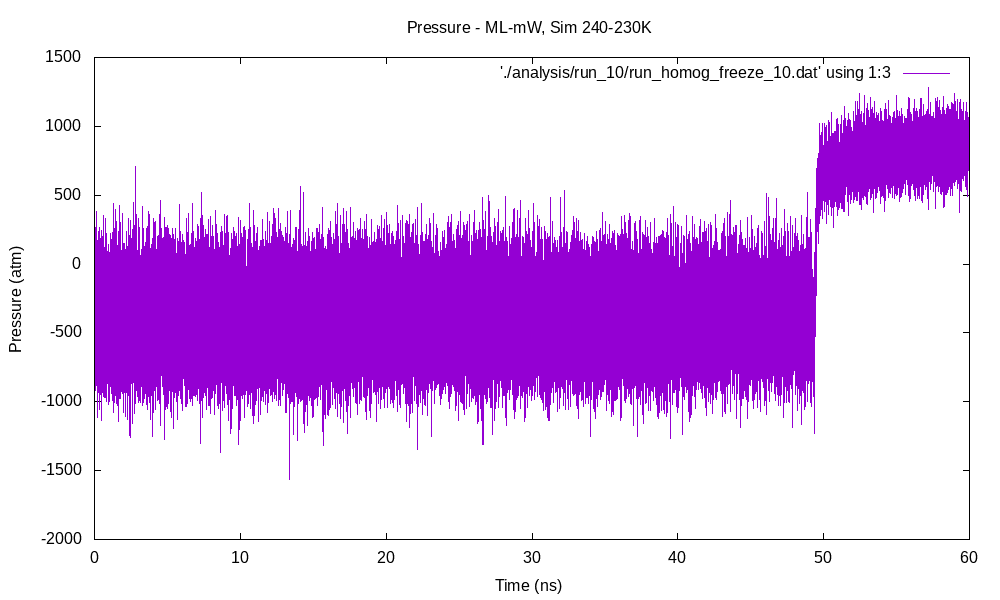 Pressure - ML-mW, Sim 240-230K
'./analysis/run_10/run_homog_freeze_10.dat' using 1:3
1500
1000
500
0
-500
-1000
-1500
-2000
Pressure (atm)
0 10 20 30 40 50 60
Time (ns)